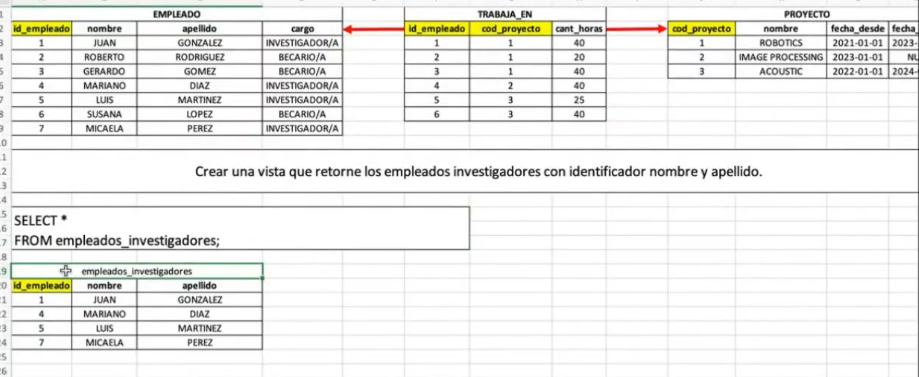 EMPLEADO TRABAJA_EN PROYECTO
id_empleado nombre apellido cargo id_empleado cod_proyecto cant_horas cod_proyecto nombre fecha_desde fecha_
1 JUAN GONZALEZ INVESTIGADOR/A 1 1 40 1 ROBOTICS 2021-01-01 2023-
2 ROBERTO RODRIGUEZ BECARIO/A 2 1 20 2 IMAGE PROCESSING 2023-01-01 NU
3 GERARDO GOMEZ BECARIO/A 3 1 40 3 ACOUSTIC 2022-01-01 2024-
4 MARIANO DIAZ INVESTIGADOR/A 4 2 40
5 LUIS MARTINEZ INVESTIGADOR/A 5 3 25
6 SUSANA LOPEZ BECARIO/A 6 3 40
7 MICAELA PEREZ INVESTIGADOR/A
Crear una vista que retorne los empleados investigadores con identificador nombre y apellido.
SELECT *
FROM empleados_investigadores;
empleados_investigadores
id_empleado nombre apellido
1 JUAN GONZALEZ
4 MARIANO DIAZ
5 LUIS MARTINEZ
7 MICAELA PEREZ